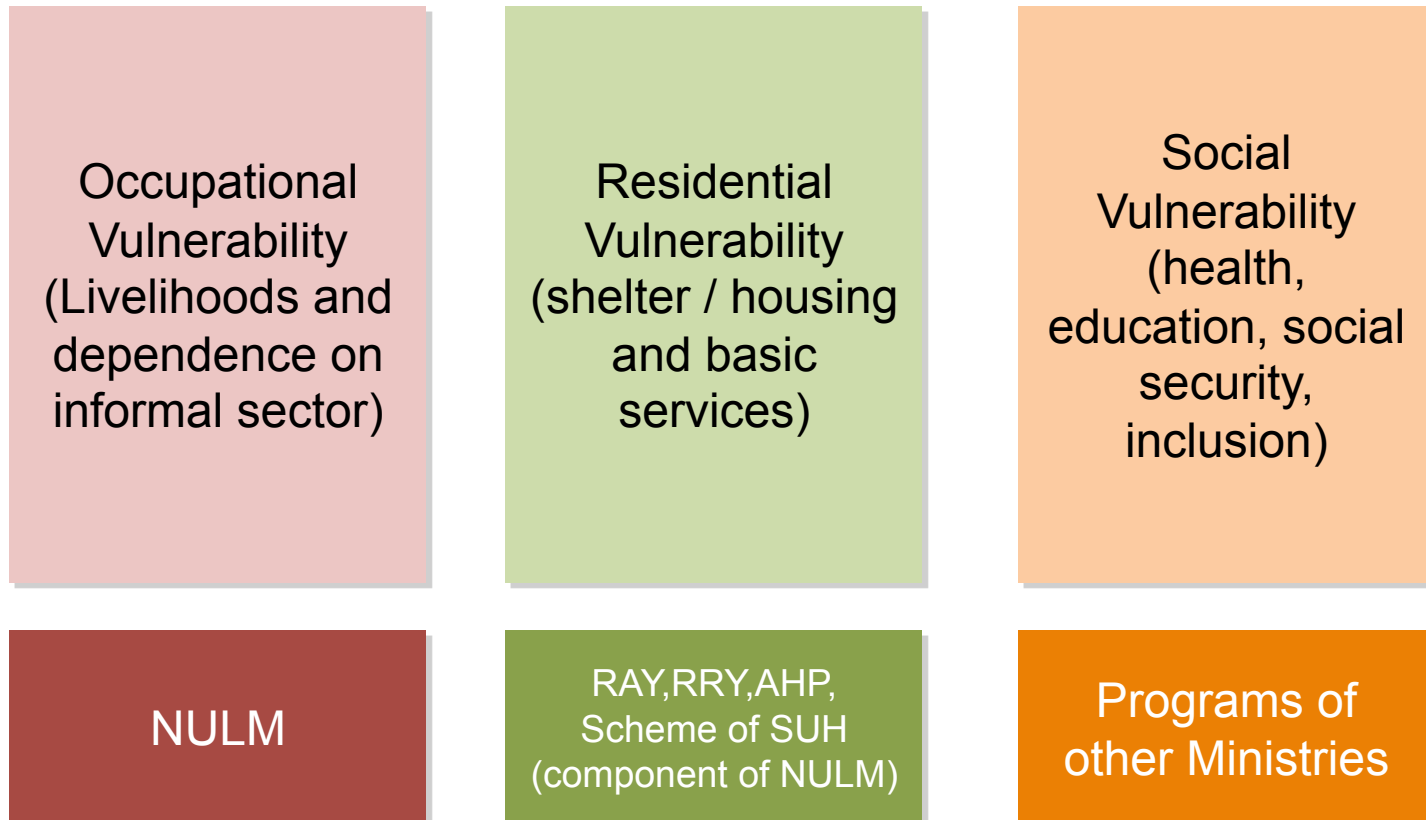 Occupational
Vulnerability
(Livelihoods and
dependence on
informal sector)
Residential
Vulnerability
(shelter / housing
and basic
services)
Social
Vulnerability
(health,
education, social
security,
inclusion)
NULM
RAY,RRY,AHP,
Scheme of SUH
(component of NULM)
Programs of
other Ministries